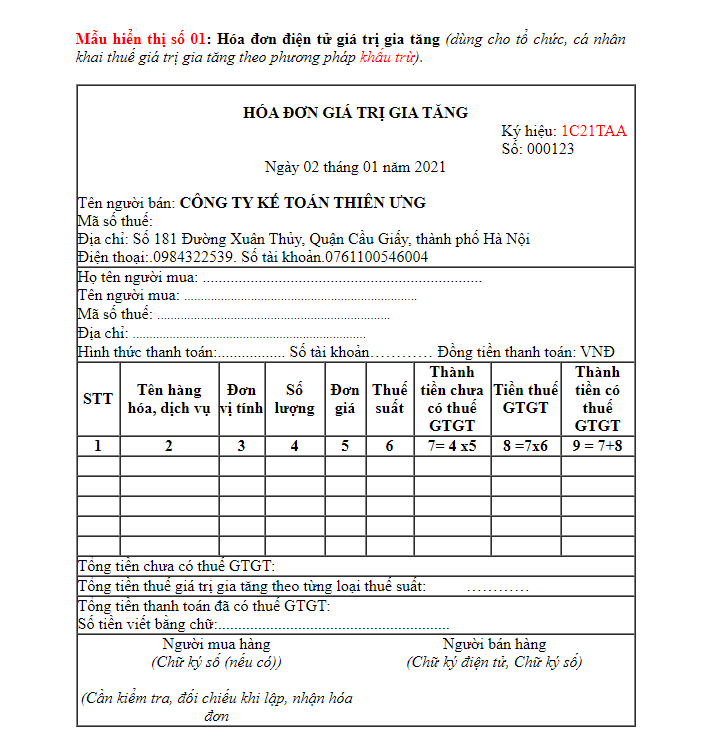 Mẫu hiển thị số 01: Hóa đơn điện tử giá trị gia tăng (dùng cho tổ chức, cá nhân
khai thuế giá trị gia tăng theo phương pháp khấu trừ).
HÓA ĐƠN GIÁ TRỊ GIA TĂNG
Ký hiệu: 1C21TAA
Số: 000123
Ngày 02 tháng 01 năm 2021
Tên người bán: CÔNG TY KẾ TOÁN THIÊN ƯNG
Mã số thuế:
Địa chỉ: Số 181 Đường Xuân Thủy, Quận Cầu Giấy, thành phố Hà Nội
Điện thoại:.0984322539. Số tài khoản.0761100546004
Họ tên người mua: ..........................................................................
Tên người mua: ..............................................................
Mã số thuế: ..............................................................
Địa chỉ: ..............................................................
Hình thức thanh toán:.................. Số tài khoản………… Đồng tiền thanh toán: VNĐ
STT Tên hàng hóa, dịch vụ Đơn vị tính Số lượng Đơn giá Thuế suất Thành tiền chưa có thuế GTGT Tiền thuế GTGT Thành tiền có thuế GTGT
1 2 3 4 5 6 7= 4 x5 8 =7x6 9 = 7+8
Tổng tiền chưa có thuế GTGT:
Tổng tiền thuế giá trị gia tăng theo từng loại thuế suất: …………
Tổng tiền thanh toán đã có thuế GTGT:
Số tiền viết bằng chữ:..............................................................
Người mua hàng Người bán hàng
(Chữ ký số (nếu có)) (Chữ ký điện tử, Chữ ký số)
(Cần kiểm tra, đối chiếu khi lập, nhận hóa
đơn